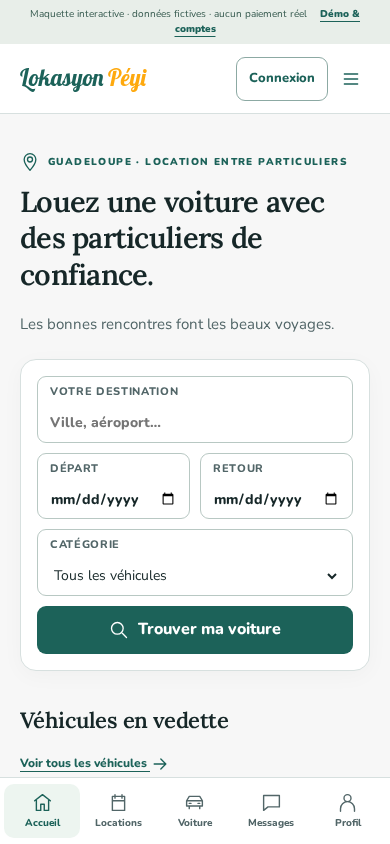 Maquette interactive · données fictives · aucun paiement réel Démo &
comptes
Lokasyon Péyi
Connexion
GUADELOUPE · LOCATION ENTRE PARTICULIERS
Louez une voiture avec
des particuliers de
confiance.
Les bonnes rencontres font les beaux voyages.
VOTRE DESTINATION
Ville, aéroport...
DÉPART RETOUR
mm/dd/yyyy mm/dd/yyyy
CATÉGORIE
Tous les véhicules
Trouver ma voiture
Véhicules en vedette
Voir tous les véhicules
Accueil Locations Voiture Messages Profil